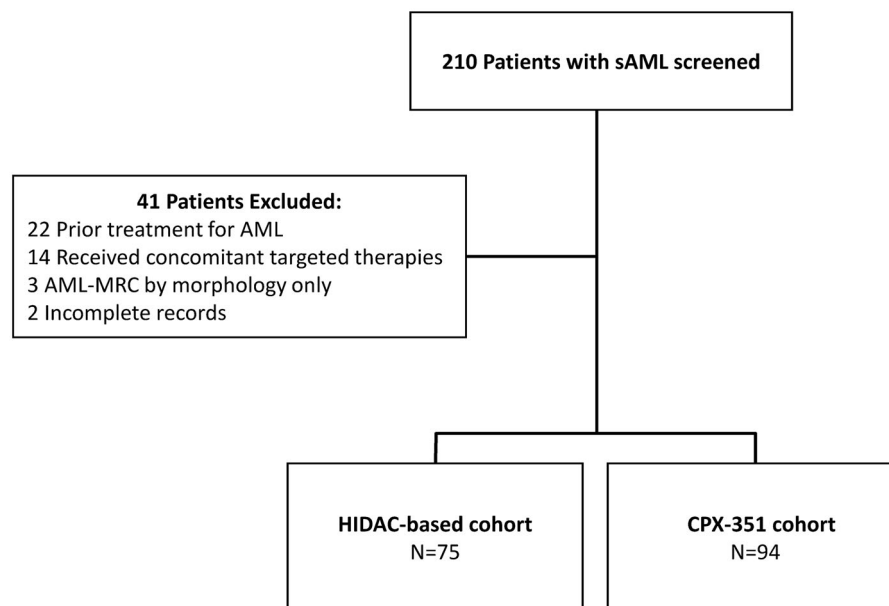 210 Patients with sAML screened
41 Patients Excluded:
22 Prior treatment for AML
14 Received concomitant targeted therapies
3 AML-MRC by morphology only
2 Incomplete records
HIDAC-based cohort
N=75
CPX-351 cohort
N=94